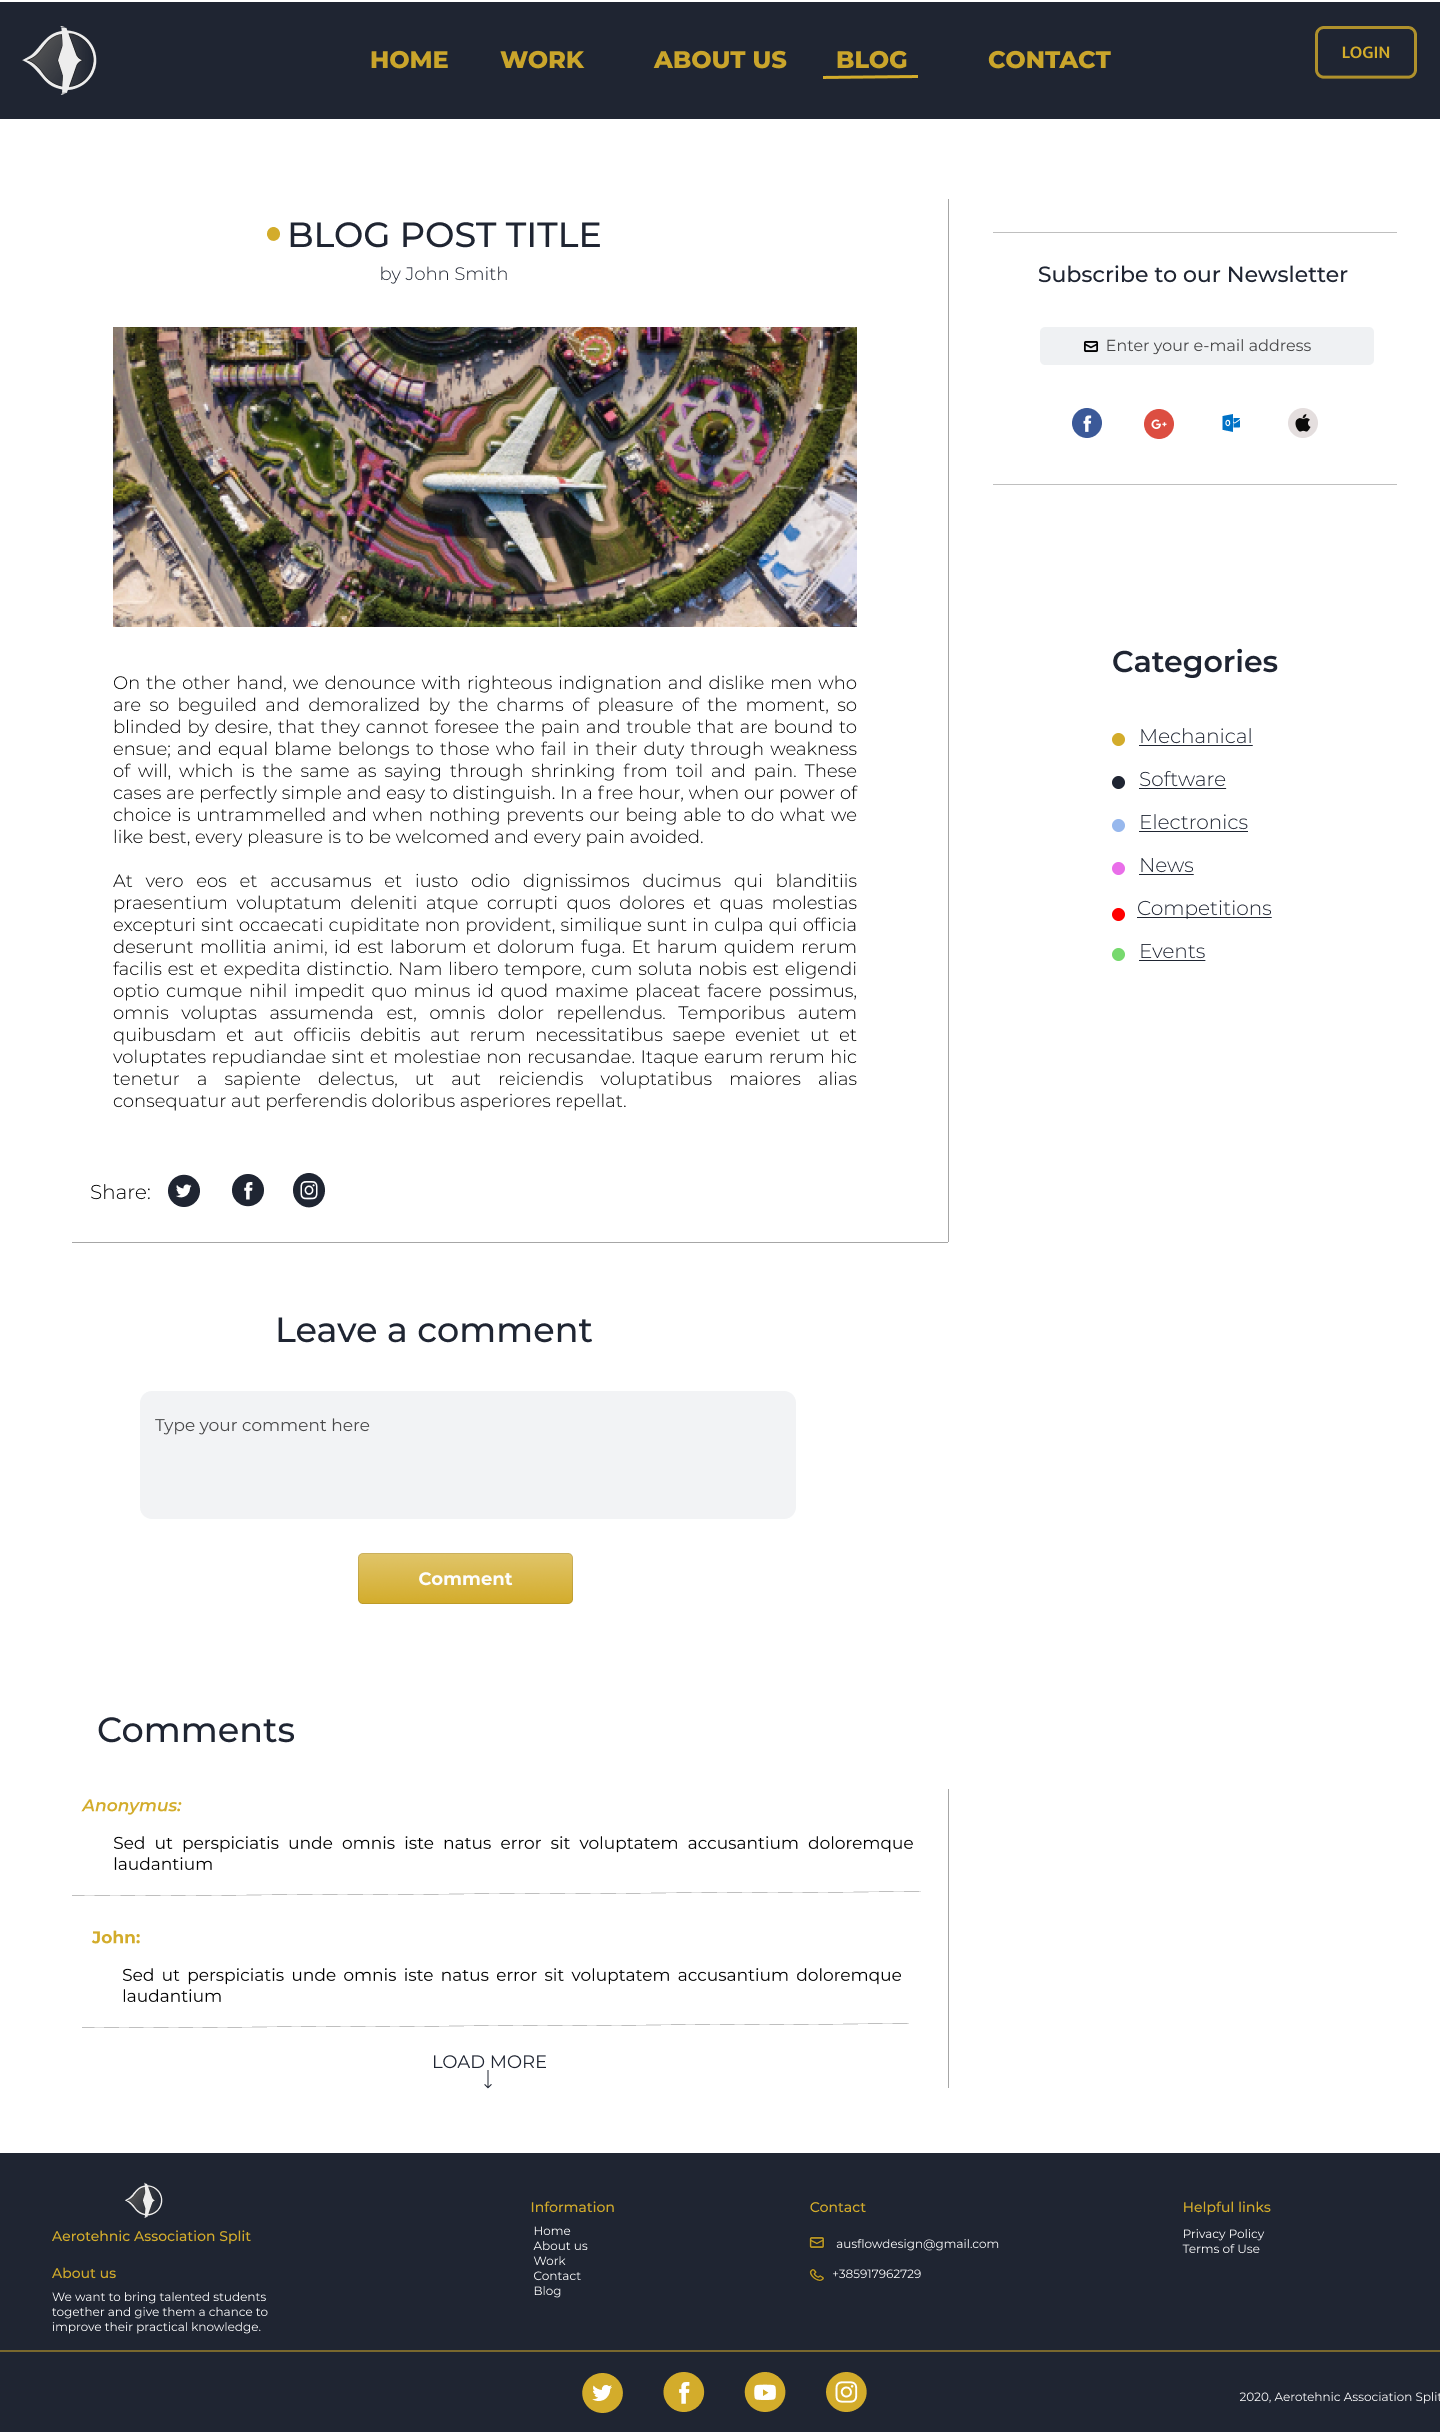 HOME WORK ABOUT US BLOG CONTACT LOGIN
BLOG POST TITLE
by John Smith
On the other hand, we denounce with righteous indignation and dislike men who
are so beguiled and demoralized by the charms of pleasure of the moment, so
blinded by desire, that they cannot foresee the pain and trouble that are bound to
ensue; and equal blame belongs to those who fail in their duty through weakness
of will, which is the same as saying through shrinking from toil and pain. These
cases are perfectly simple and easy to distinguish. In a free hour, when our power of
choice is untrammelled and when nothing prevents our being able to do what we
like best, every pleasure is to be welcomed and every pain avoided.
At vero eos et accusamus et iusto odio dignissimos ducimus qui blanditiis
praesentium voluptatum deleniti atque corrupti quos dolores et quas molestias
excepturi sint occaecati cupiditate non provident, similique sunt in culpa qui officia
deserunt mollitia animi, id est laborum et dolorum fuga. Et harum quidem rerum
facilis est et expedita distinctio. Nam libero tempore, cum soluta nobis est eligendi
optio cumque nihil impedit quo minus id quod maxime placeat facere possimus,
omnis voluptas assumenda est, omnis dolor repellendus. Temporibus autem
quibusdam et aut officiis debitis aut rerum necessitatibus saepe eveniet ut et
voluptates repudiandae sint et molestiae non recusandae. Itaque earum rerum hic
tenetur a sapiente delectus, ut aut reiciendis voluptatibus maiores alias
consequatur aut perferendis doloribus asperiores repellat.
Share:
Subscribe to our Newsletter
Enter your e-mail address
Categories
Mechanical
Software
Electronics
News
Competitions
Events
Leave a comment
Type your comment here
Comment
Comments
Anonymus:
Sed ut perspiciatis unde omnis iste natus error sit voluptatem accusantium doloremque
laudantium
John:
Sed ut perspiciatis unde omnis iste natus error sit voluptatem accusantium doloremque
laudantium
LOAD MORE
Aerotehnic Association Split
About us
We want to bring talented students
together and give them a chance to
improve their practical knowledge.
Information
Home
About us
Work
Contact
Blog
Contact
ausflowdesign@gmail.com
+385917962729
Helpful links
Privacy Policy
Terms of Use
2020, Aerotehnic Association Split